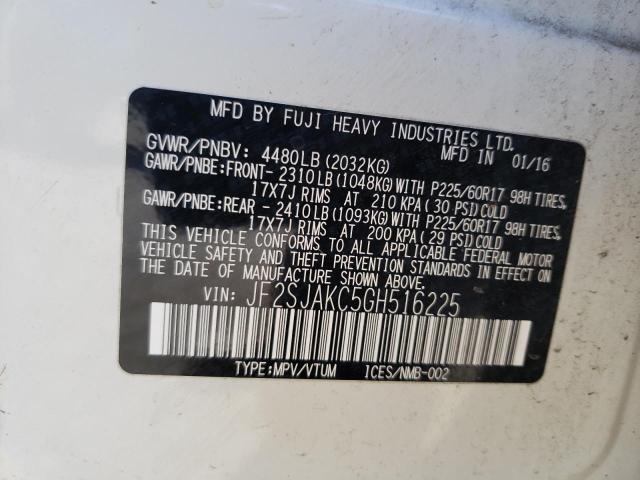 MFD BY FUJI HEAVY INDUSTRIES LTD.
MFD IN 01/16
GVWR/PNBV: 4480LB (2032KG)
GAWR/PNBE: FRONT- 2310LB (1048KG) WITH P225/60R17 98H TIRES,
17X7J RIMS AT 210 KPA (30 PSI) COLD
GAWR/PNBE: REAR - 2410LB (1093KG) WITH P225/60R17 98H TIRES,
17X7J RIMS AT 200 KPA (29 PSI) COLD
THIS VEHICLE CONFORMS TO ALL APPLICABLE FEDERAL MOTOR
VEHICLE SAFETY AND THEFT PREVENTION STANDARDS IN EFFECT
ON THE DATE OF MANUFACTURE SHOWN ABOVE.
VIN: JF2SJAKC5GH516225
TYPE:MPV/VTUM ICES/NMB-002